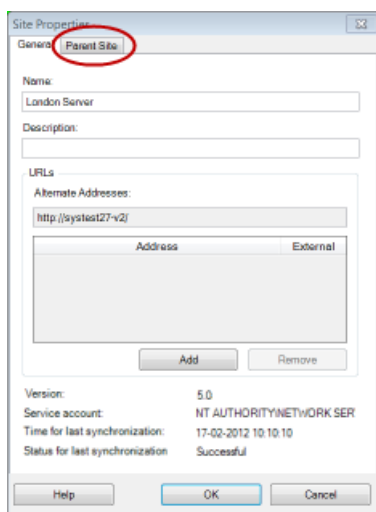 Site Properties
General Parent Site
Name:
London Server
Description:
URLs
Alternate Addresses:
http://systest27-v2/
Address External
Add Remove
Version: 5.0
Service account: NT AUTHORITY\NETWORK SER
Time for last synchronization: 17-02-2012 10:10:10
Status for last synchronization Successful
Help OK Cancel